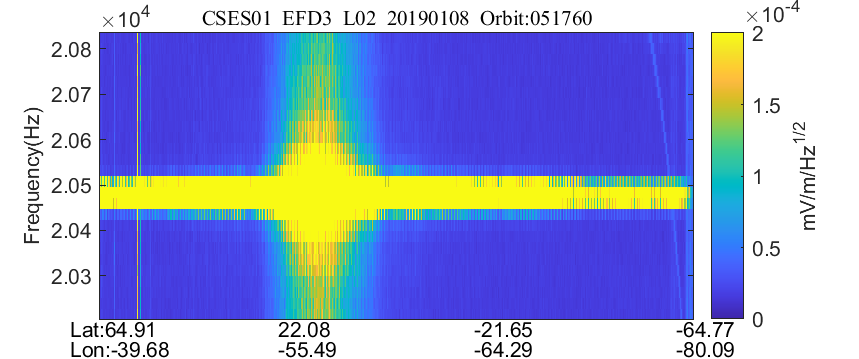 CSES01 EFD3 L02 20190108 Orbit:051760
×10⁴
×10⁻⁴
2.08
2.07
2.06
2.05
2.04
2.03
Frequency(Hz)
2
1.5
1
0.5
0
mV/m/Hz^1/2
Lat:64.91 22.08 -21.65 -64.77
Lon:-39.68 -55.49 -64.29 -80.09